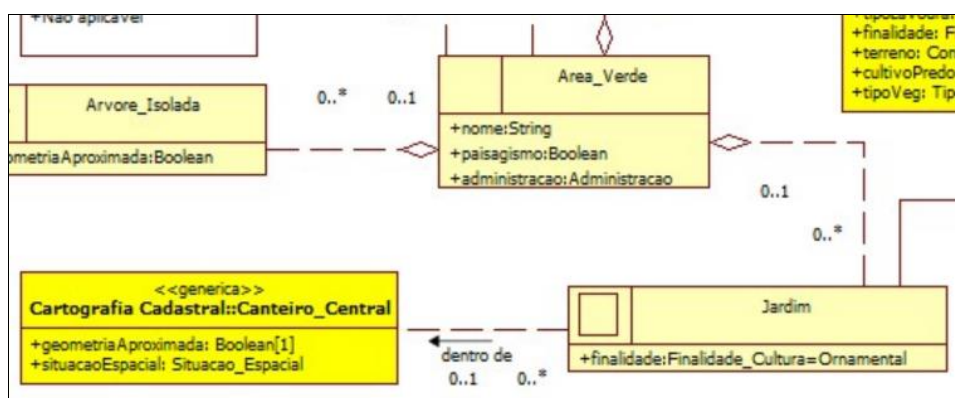 +Não aplicável
Arvore_Isolada
ometriaAproximada:Boolean
0..*
0..1
Area_Verde
+nome:String
+paisagismo:Boolean
+administracao:Administracao
+finalidade: F
+terreno: Con
+cultivoPredo
+tipoVeg: Tip
0..1
0..*
<<generica>>
Cartografia Cadastral::Canteiro_Central
+geometriaAproximada: Boolean[1]
+situacaoEspacial: Situacao_Espacial
dentro de
0..1
0..*
Jardim
+finalidade:Finalidade_Cultura=Ornamental